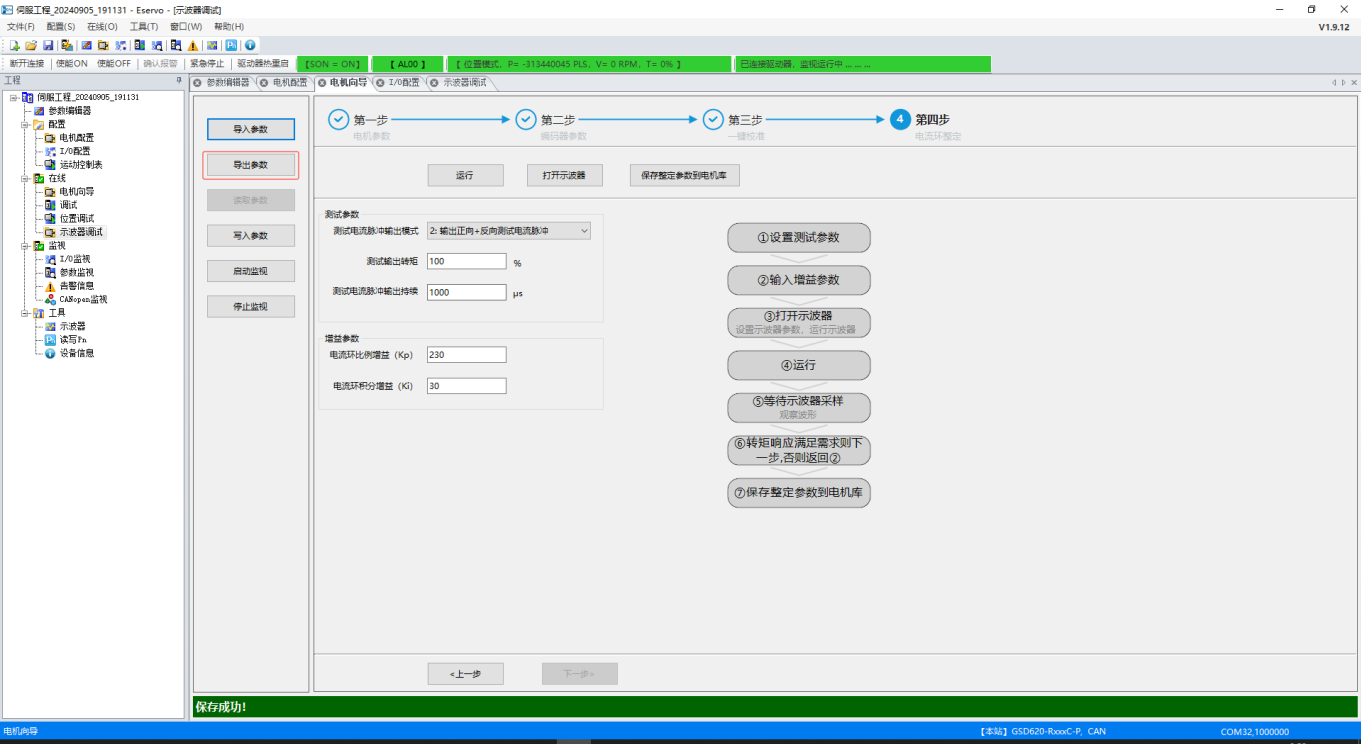 伺服工程_20240905_191131 - Eservo - [示波器调试]
文件(F) 配置(S) 在线(O) 工具(T) 窗口(W) 帮助(H)
V1.9.12
断开连接 使能ON 使能OFF 确认报警 紧急停止 驱动器热重启 【SON = ON】 【 AL00 】 【 位置模式，P= -313440045 PLS，V= 0 RPM，T= 0% 】 已连接驱动器，监视运行中 ... ... ...
工程
伺服工程_20240905_191131
参数编辑器
配置
电机配置
I/O配置
运动控制表
在线
电机向导
调试
位置调试
示波器调试
监视
I/O监视
参数监视
告警信息
CANopen监视
工具
示波器
读写Pn
设备信息
参数编辑器 电机配置 电机向导 I/O配置 示波器调试
导入参数
导出参数
读取参数
写入参数
启动监视
停止监视
第一步 第二步 第三步 4 第四步
电机参数 编码器参数 一键校准 电流环整定
运行 打开示波器 保存整定参数到电机库
测试参数
测试电流脉冲输出模式 2: 输出正向+反向测试电流脉冲
测试输出转矩 100 %
测试电流脉冲输出持续 1000 μs
增益参数
电流环比例增益（Kp） 230
电流环积分增益（Ki） 30
①设置测试参数
②输入增益参数
③打开示波器
设置示波器参数，运行示波器
④运行
⑤等待示波器采样
观察波形
⑥转矩响应满足需求则下
一步,否则返回②
⑦保存整定参数到电机库
<上一步 下一步>
保存成功!
电机向导 【本站】GSD620-RxxxC-P, CAN COM32,1000000